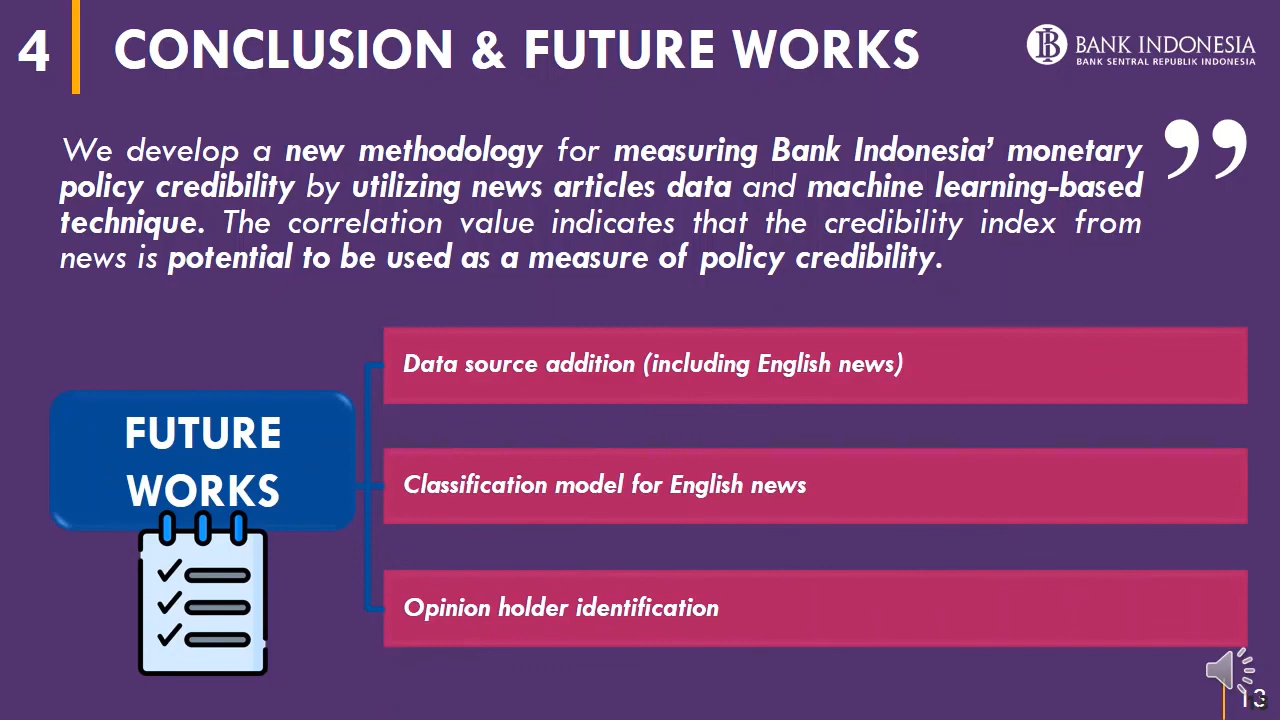 4
CONCLUSION & FUTURE WORKS
BANK INDONESIA
BANK SENTRAL REPUBLIK INDONESIA
We develop a new methodology for measuring Bank Indonesia’ monetary
policy credibility by utilizing news articles data and machine learning-based
technique. The correlation value indicates that the credibility index from
news is potential to be used as a measure of policy credibility.
”
Data source addition (including English news)
FUTURE
WORKS
Classification model for English news
Opinion holder identification
13